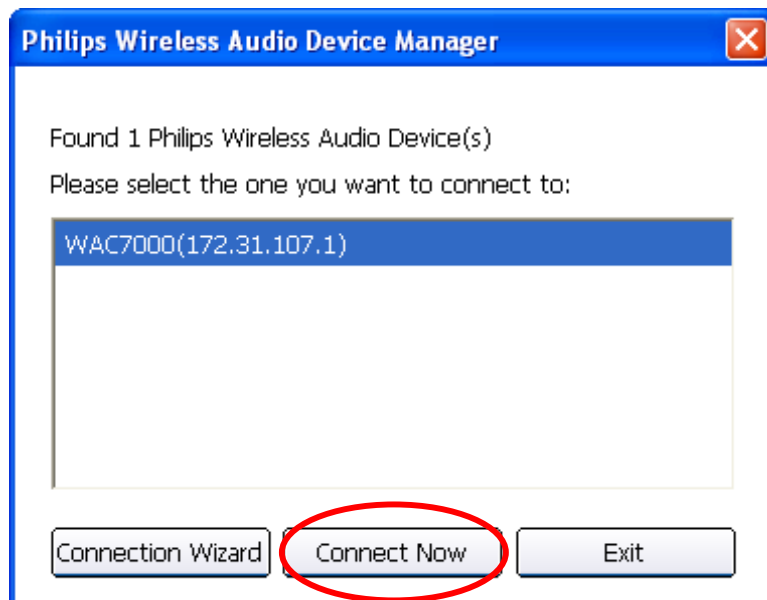 Philips Wireless Audio Device Manager
Found 1 Philips Wireless Audio Device(s)
Please select the one you want to connect to:
WAC7000(172.31.107.1)
Connection Wizard Connect Now Exit